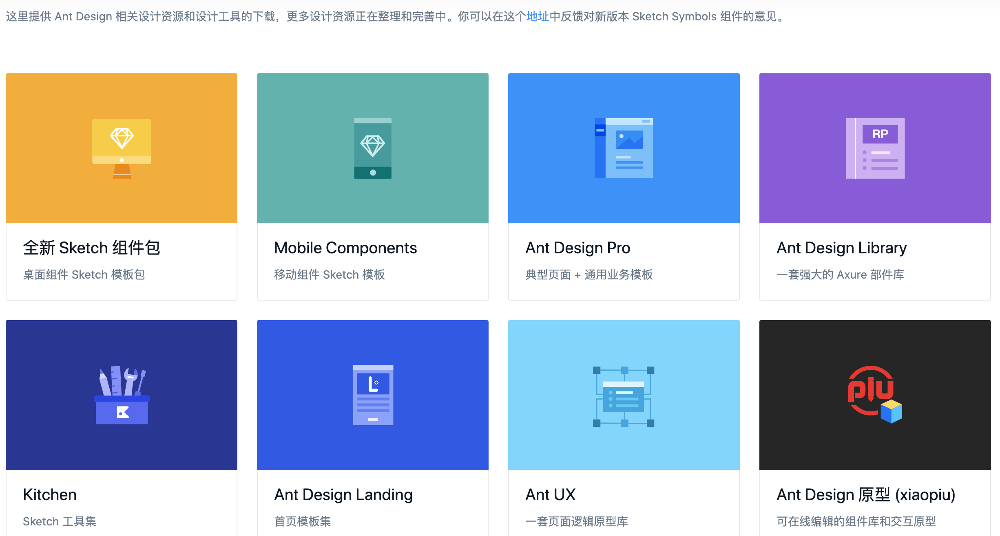 这里提供 Ant Design 相关设计资源和设计工具的下载，更多设计资源正在整理和完善中。你可以在这个地址中反馈对新版本 Sketch Symbols 组件的意见。
RP
全新 Sketch 组件包
桌面组件 Sketch 模板包
Mobile Components
移动组件 Sketch 模板
Ant Design Pro
典型页面 + 通用业务模板
Ant Design Library
一套强大的 Axure 部件库
K
L
piu
Kitchen
Sketch 工具集
Ant Design Landing
首页模板集
Ant UX
一套页面逻辑原型库
Ant Design 原型 (xiaopiu)
可在线编辑的组件库和交互原型